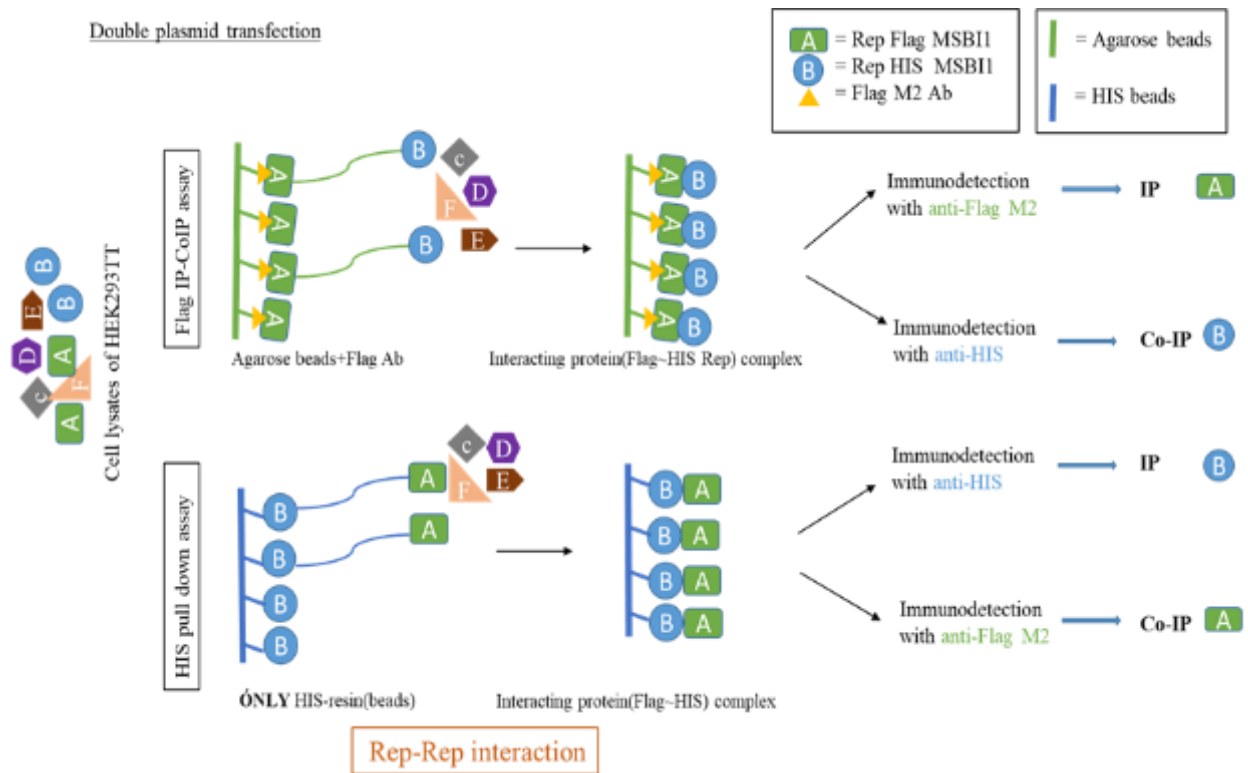 Double plasmid transfection
A = Rep Flag MSBI1
B = Rep HIS MSBI1
= Flag M2 Ab
= Agarose beads
= HIS beads
Cell lysates of HEK293TT
B
B
E
D
A
F
c
A
Flag IP-CoIP assay
A
A
A
A
B
c
D
F
B
E
Agarose beads+Flag Ab
A B
A B
A B
A B
Interacting protein(Flag~HIS Rep) complex
Immunodetection
with anti-Flag M2
IP
A
Immunodetection
with anti-HIS
Co-IP
B
HIS pull down assay
B
B
B
B
A
c
D
F
E
A
ÓNLY HIS-resin(beads)
B A
B A
B A
B A
Interacting protein(Flag~HIS) complex
Immunodetection
with anti-HIS
IP
B
Immunodetection
with anti-Flag M2
Co-IP
A
Rep-Rep interaction